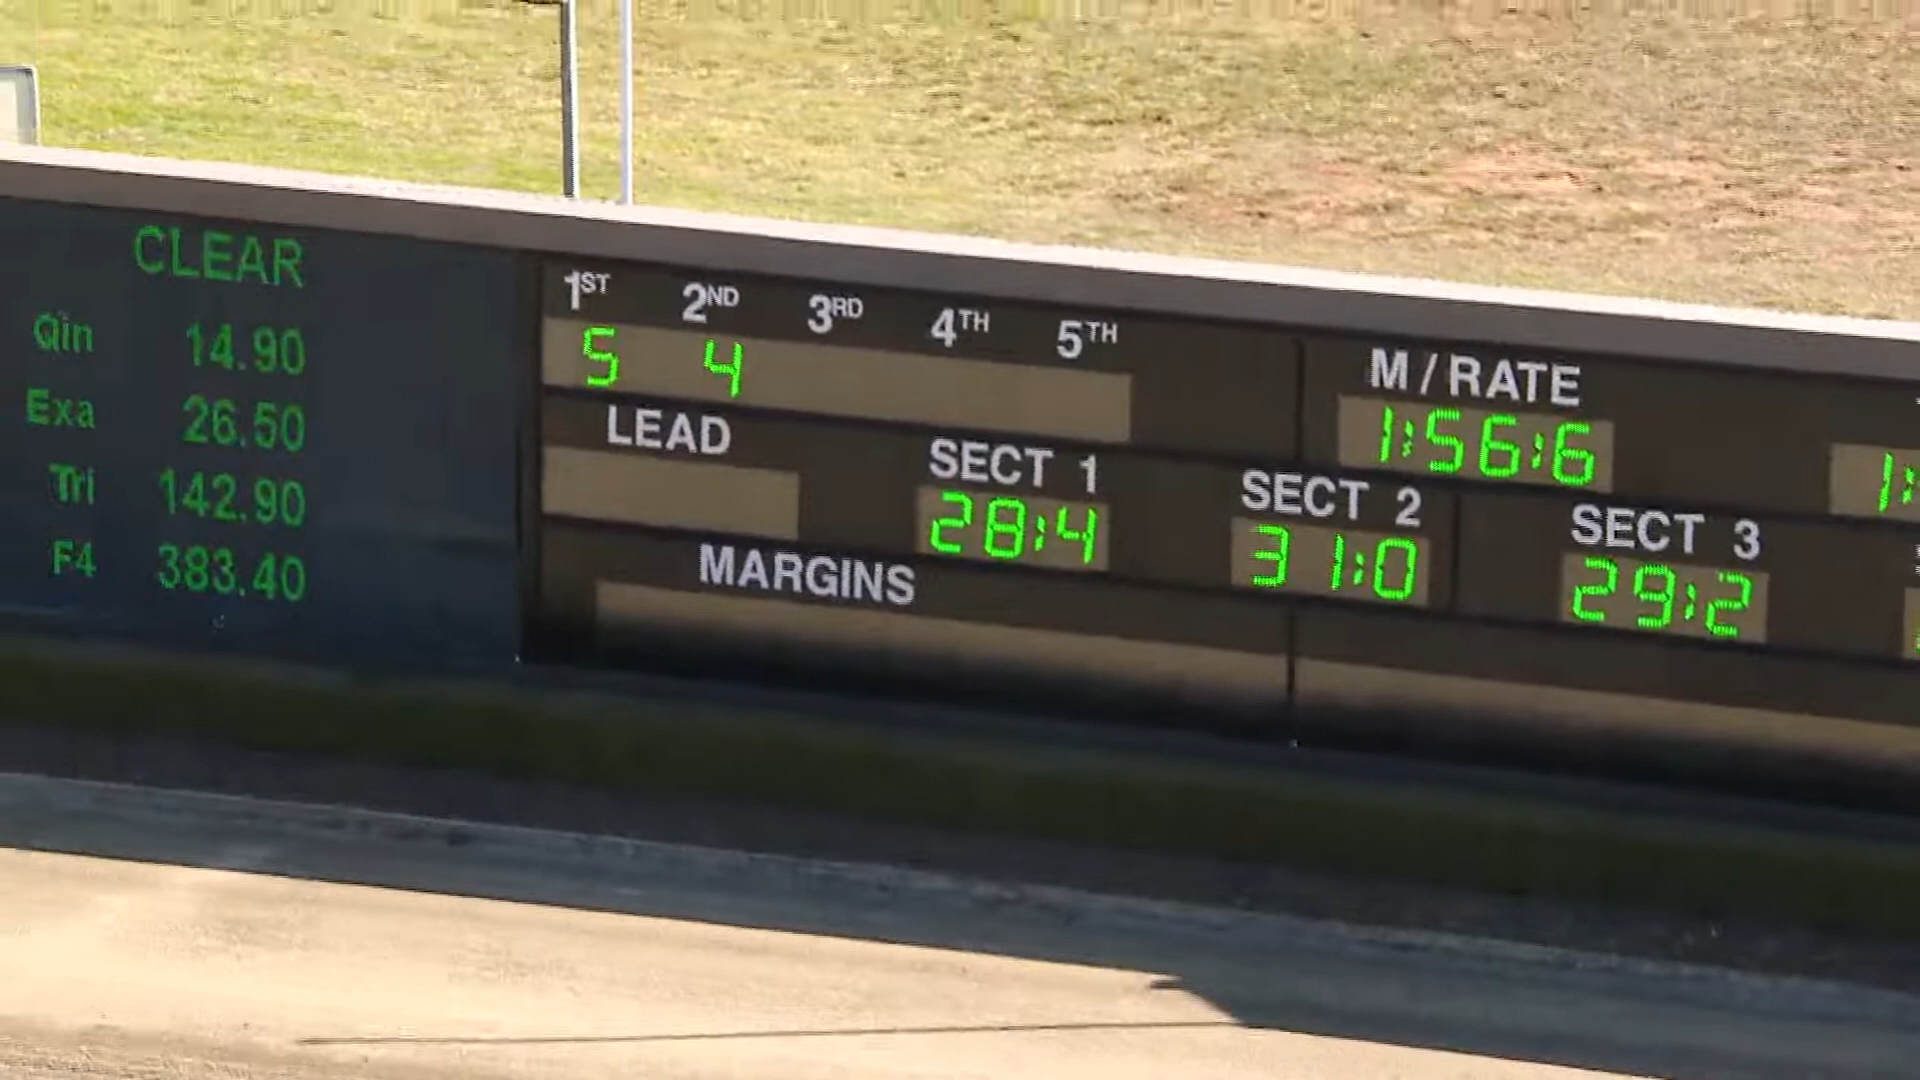 CLEAR
Qin 14.90
Exa 26.50
Tri 142.90
F4 383.40
1ST 2ND 3RD 4TH 5TH
5 4
LEAD
M/RATE
1:56:6
1:
SECT 1
28:4
SECT 2
31:0
SECT 3
29:2
MARGINS